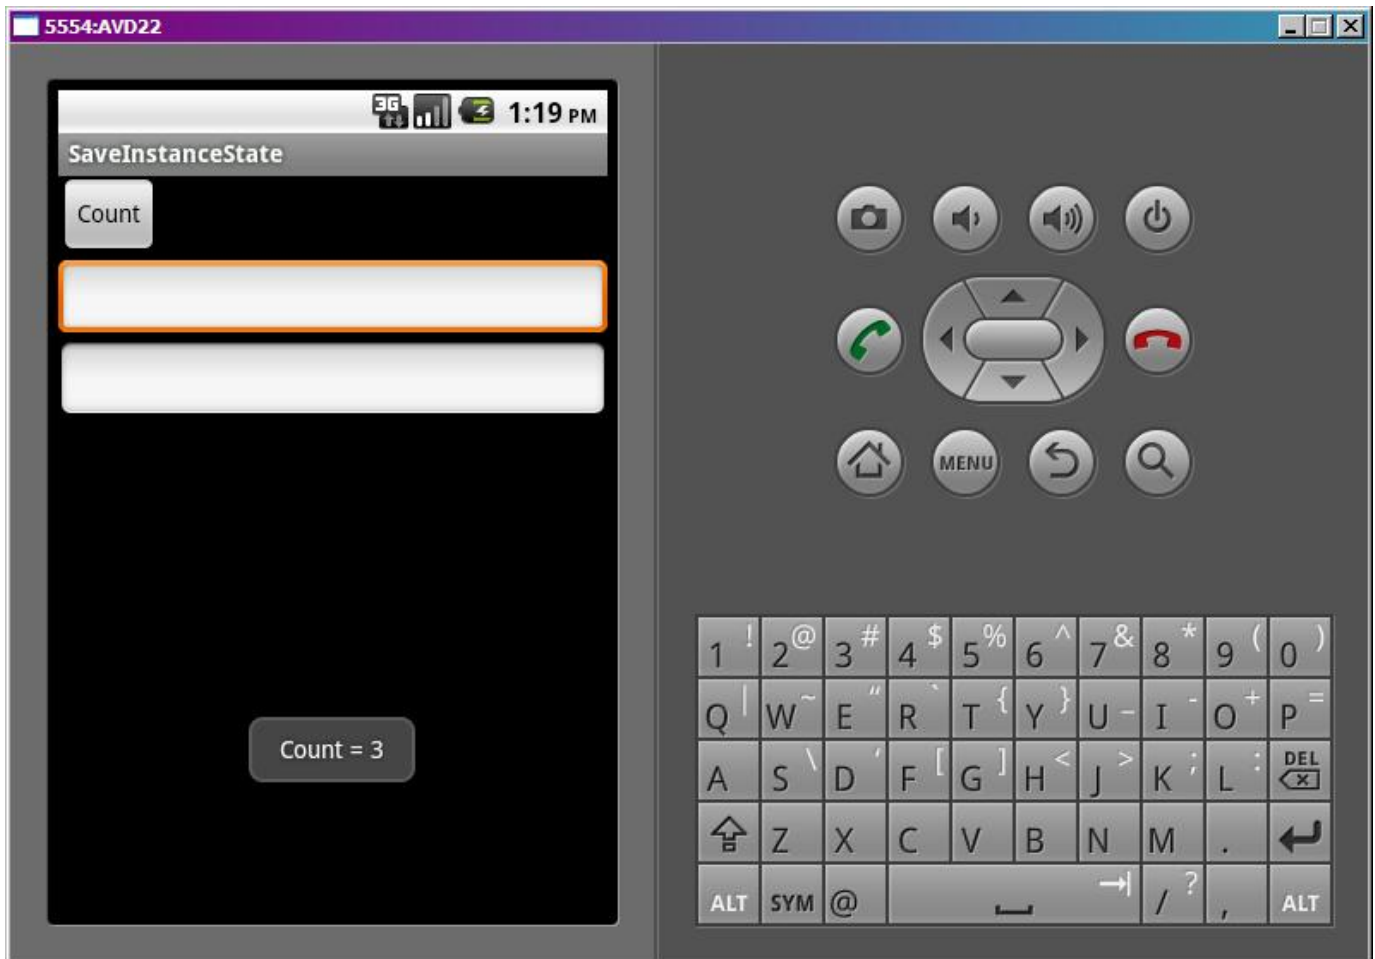 5554:AVD22
3G 1:19 PM
SaveInstanceState
Count
Count = 3
MENU
1 ! 2 @ 3 # 4 $ 5 % 6 ^ 7 & 8 * 9 ( 0 )
Q | W ~ E “ R ` T { Y } U _ I - O + P =
A S \ D ‘ F [ G ] H < J > K ; L : DEL
Z X C V B N M .
ALT SYM @ / ? , ALT